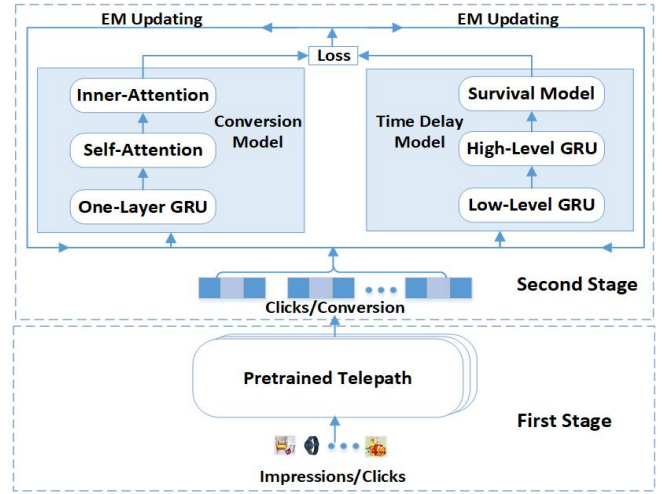 EM Updating
EM Updating
Loss
Inner-Attention
Self-Attention
One-Layer GRU
Conversion
Model
Time Delay
Model
Survival Model
High-Level GRU
Low-Level GRU
Clicks/Conversion
Second Stage
Pretrained Telepath
First Stage
Impressions/Clicks